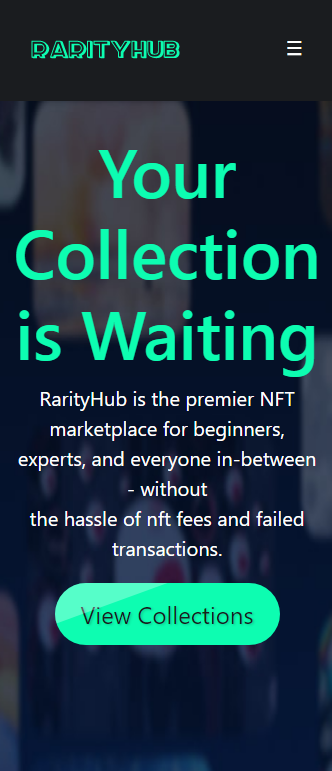 RARITYHUB
Your
Collection
is Waiting
RarityHub is the premier NFT
marketplace for beginners,
experts, and everyone in-between
- without
the hassle of nft fees and failed
transactions.
View Collections